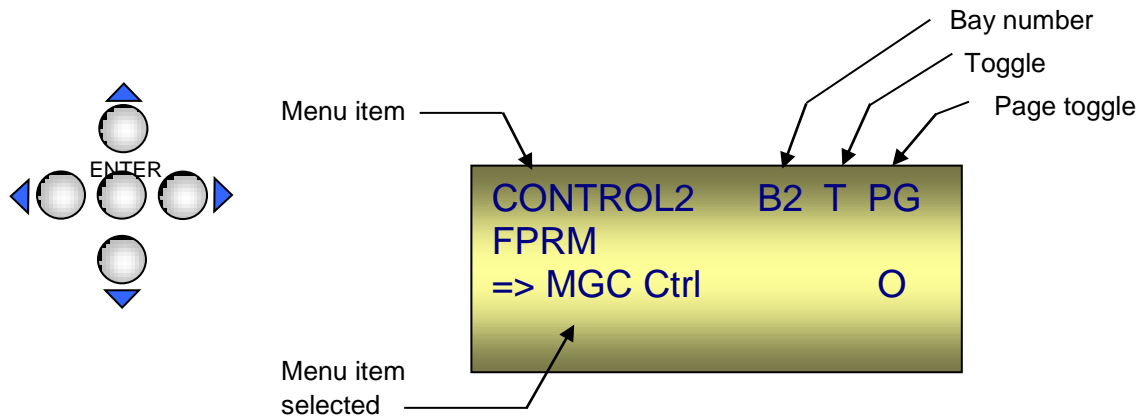 Bay number
Toggle
Page toggle
Menu item
ENTER
CONTROL2 B2 T PG
FPRM
=> MGC Ctrl O
Menu item
selected